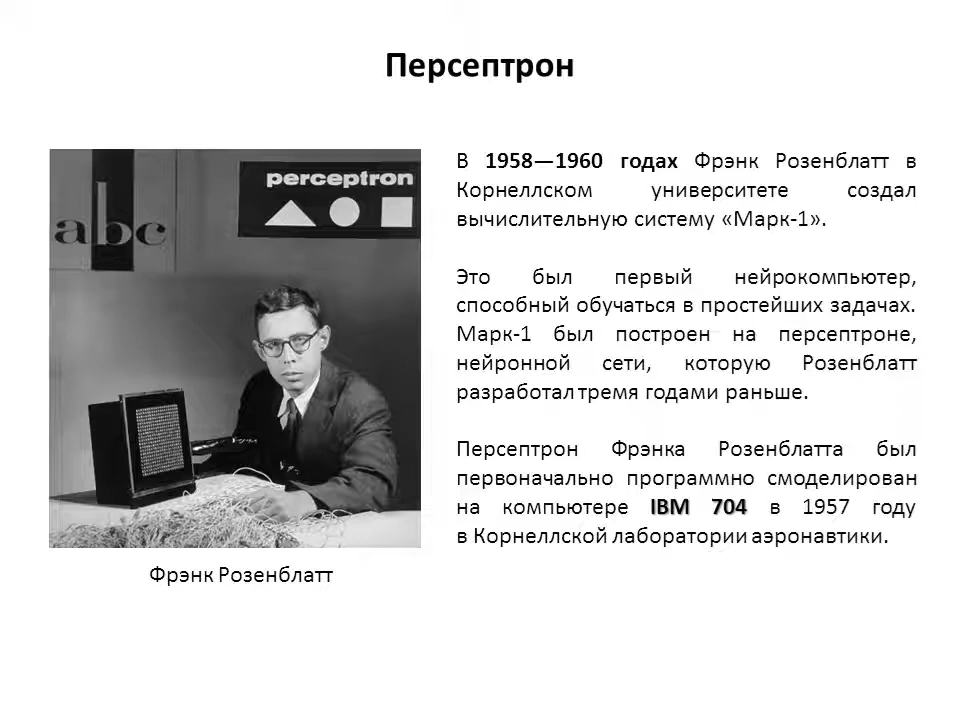 Персептрон
abc
perceptron
В 1958—1960 годах Фрэнк Розенблатт в
Корнеллском университете создал
вычислительную систему «Марк-1».
Это был первый нейрокомпьютер,
способный обучаться в простейших задачах.
Марк-1 был построен на персептроне,
нейронной сети, которую Розенблатт
разработал тремя годами раньше.
Персептрон Фрэнка Розенблатта был
первоначально программно смоделирован
на компьютере IBM 704 в 1957 году
в Корнеллской лаборатории аэронавтики.
Фрэнк Розенблатт